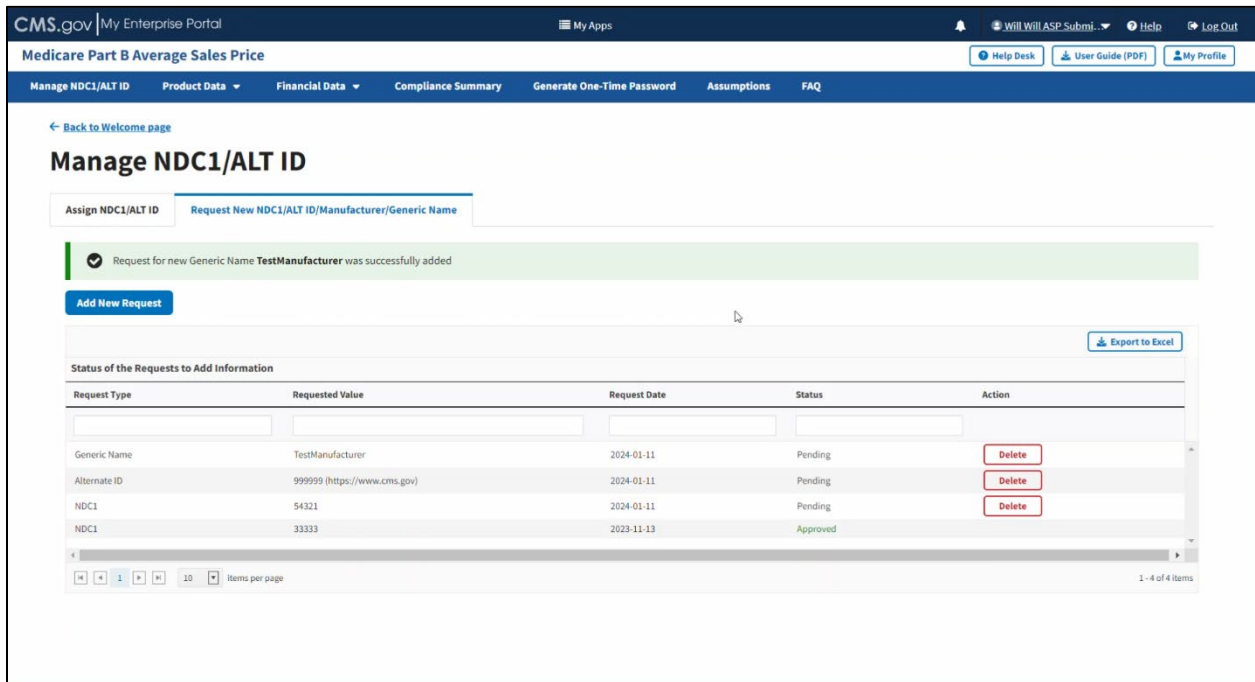 CMS.gov My Enterprise Portal My Apps Will Will ASP Submi... Help Log Out
Medicare Part B Average Sales Price Help Desk User Guide (PDF) My Profile
Manage NDC1/ALT ID Product Data Financial Data Compliance Summary Generate One-Time Password Assumptions FAQ
← Back to Welcome page
Manage NDC1/ALT ID
Assign NDC1/ALT ID Request New NDC1/ALT ID/Manufacturer/Generic Name
Request for new Generic Name TestManufacturer was successfully added
Add New Request
Export to Excel
Status of the Requests to Add Information
Request Type Requested Value Request Date Status Action
Generic Name TestManufacturer 2024-01-11 Pending Delete
Alternate ID 999999 (https://www.cms.gov) 2024-01-11 Pending Delete
NDC1 54321 2024-01-11 Pending Delete
NDC1 33333 2023-11-13 Approved
1 10 items per page 1 - 4 of 4 items